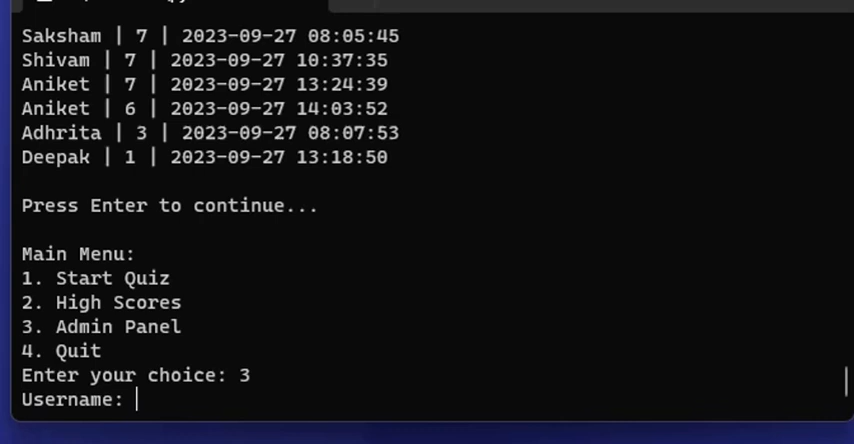 Saksham | 7 | 2023-09-27 08:05:45
Shivam | 7 | 2023-09-27 10:37:35
Aniket | 7 | 2023-09-27 13:24:39
Aniket | 6 | 2023-09-27 14:03:52
Adhrita | 3 | 2023-09-27 08:07:53
Deepak | 1 | 2023-09-27 13:18:50
Press Enter to continue...
Main Menu:
1. Start Quiz
2. High Scores
3. Admin Panel
4. Quit
Enter your choice: 3
Username: